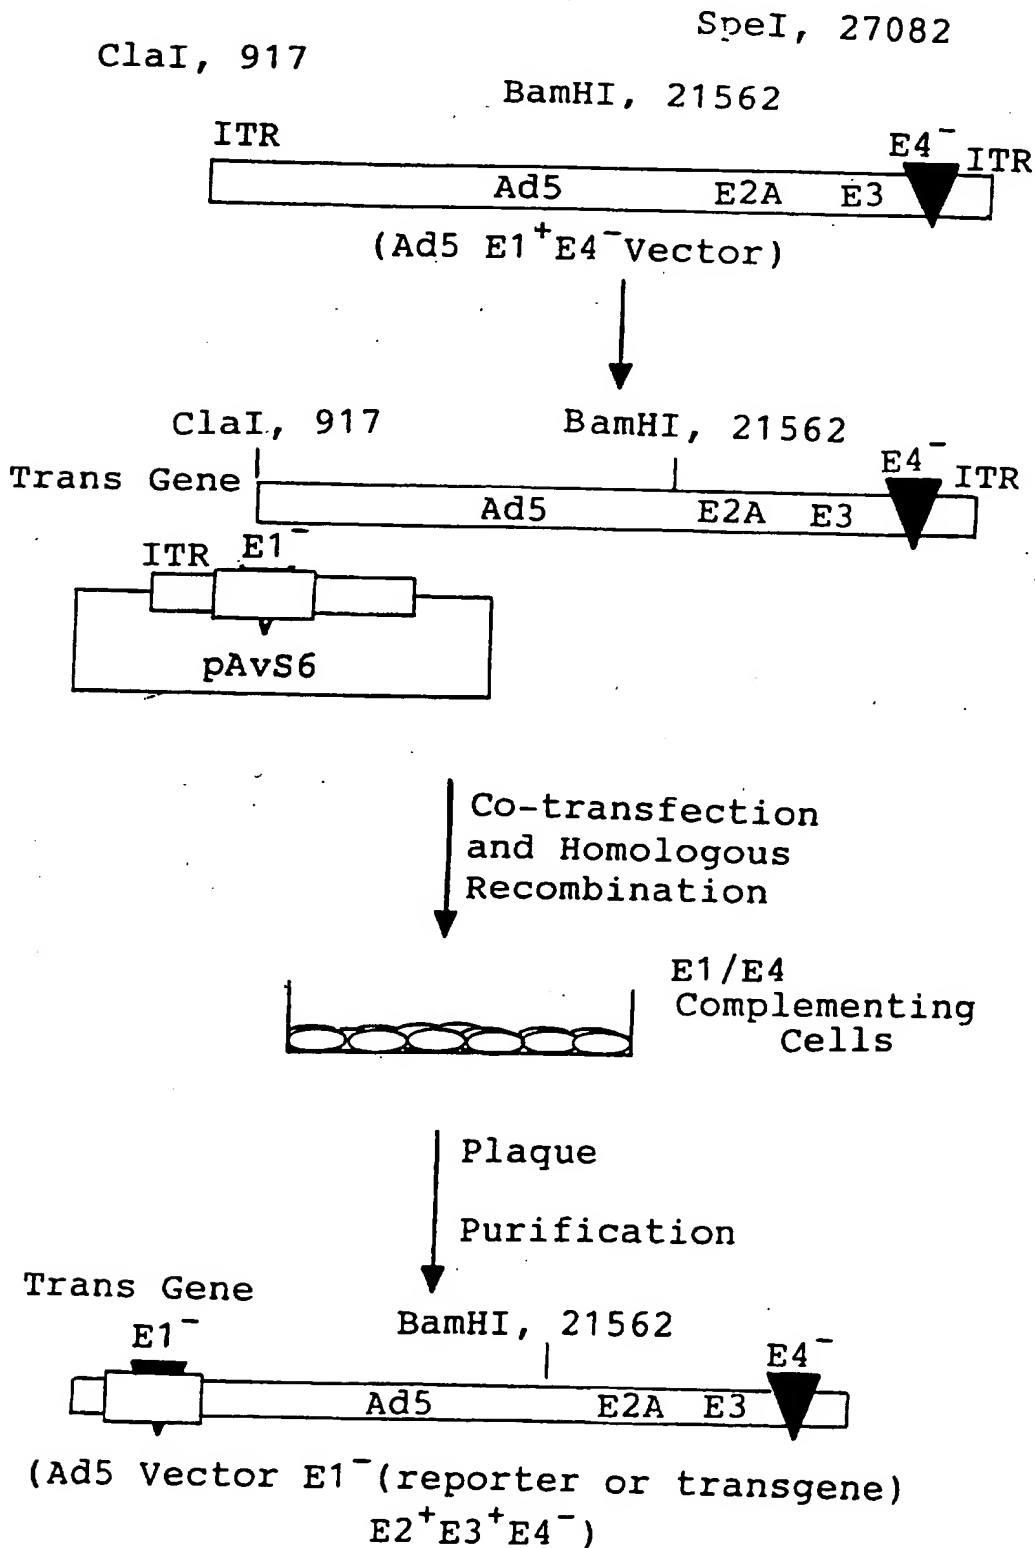 SpeI, 27082
ClaI, 917
BamHI, 21562
ITR
E4⁻ ITR
Ad5 E2A E3
(Ad5 E1⁺E4⁻Vector)
ClaI, 917 BamHI, 21562
Trans Gene
E4⁻ ITR
Ad5 E2A E3
ITR E1⁻
pAvS6
Co-transfection
and Homologous
Recombination
E1/E4
Complementing
Cells
Plaque
Purification
Trans Gene
E1⁻
BamHI, 21562
E4⁻
Ad5 E2A E3
(Ad5 Vector E1⁻(reporter or transgene)
E2⁺E3⁺E4⁻)